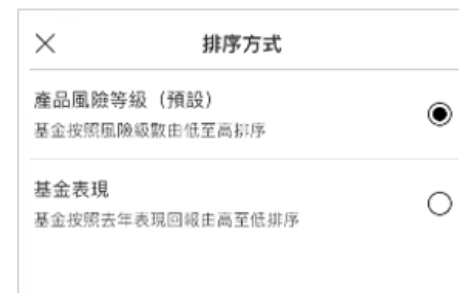 排序方式
產品風險等級（預設）
基金按照風險級數由低至高排序
基金表現
基金按照去年表現回報由高至低排序